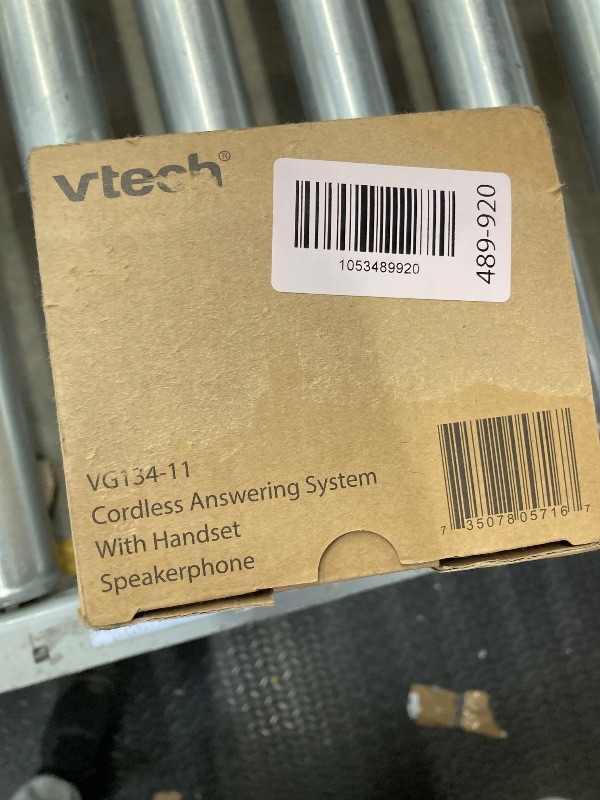 vtech®
1053489920
489-920
VG134-11
Cordless Answering System
With Handset
Speakerphone
7 35078 05716 7